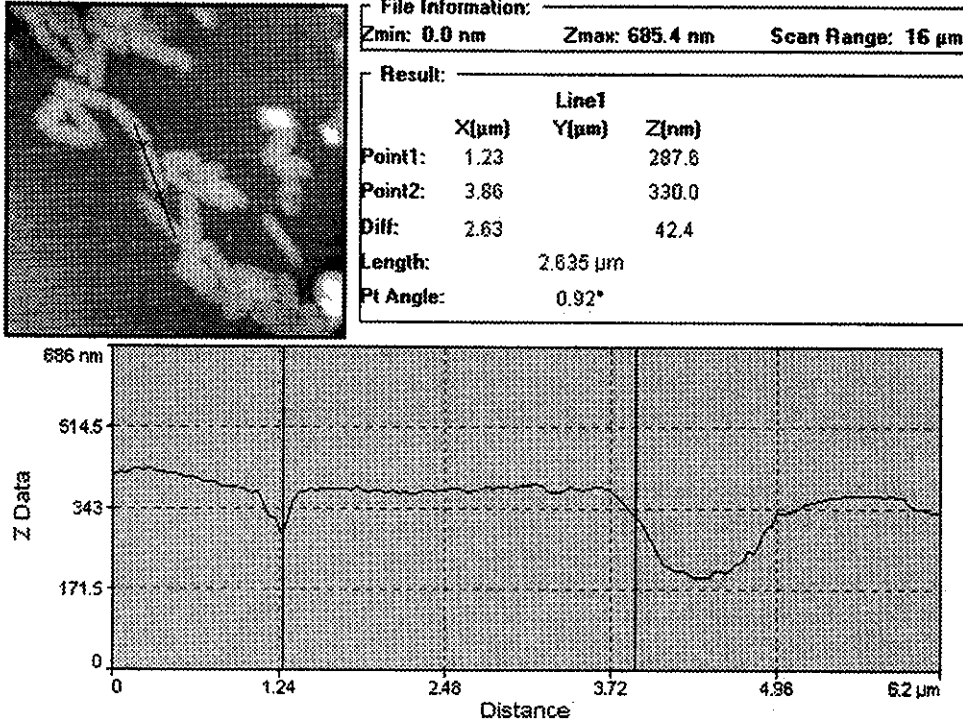 File Information:
Zmin: 0.0 nm Zmax: 685.4 nm Scan Range: 16 µm
Result:
Line1
X(µm) Y(µm) Z(nm)
Point1: 1.23 287.6
Point2: 3.86 330.0
Diff: 2.63 42.4
Length: 2.635 µm
Pt Angle: 0.92°
686 nm
514.5
343
171.5
0
Z Data
0 1.24 2.48 3.72 4.96 6.2 µm
Distance